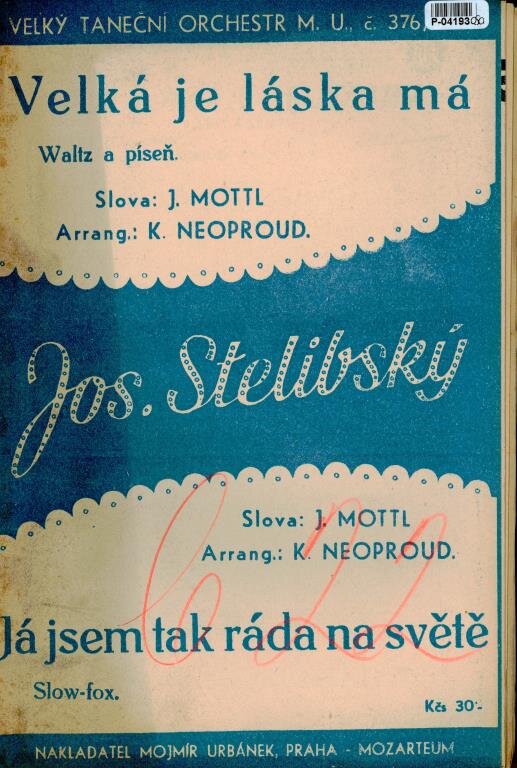 VELKÝ TANEČNÍ ORCHESTR M. U., č. 376.
P-04193
Velká je láska má
Waltz a píseň.
Slova: J. MOTTL
Arrang.: K. NEOPROUD.
Jos. Stelibský
Slova: J. MOTTL
Arrang.: K. NEOPROUD.
622
Já jsem tak ráda na světě
Slow-fox.
Kčs 30·-
NAKLADATEL MOJMÍR URBÁNEK, PRAHA - MOZARTEUM